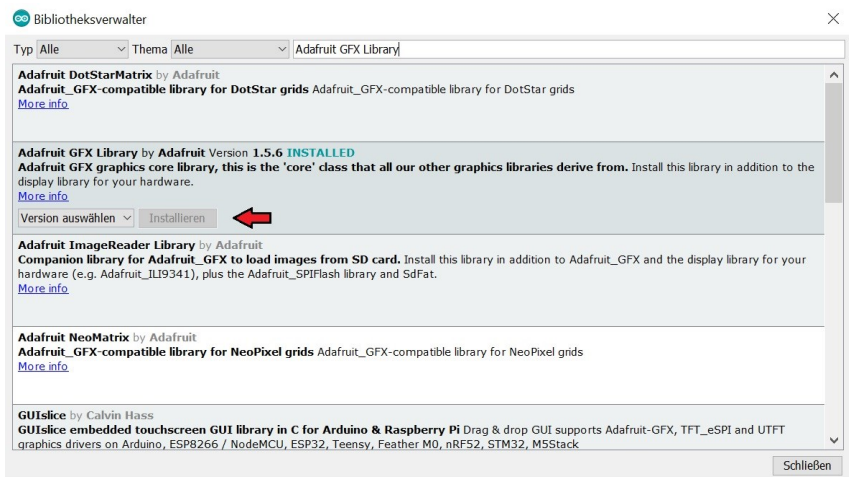 Bibliotheksverwalter
Typ Alle Thema Alle Adafruit GFX Library
Adafruit DotStarMatrix by Adafruit
Adafruit_GFX-compatible library for DotStar grids Adafruit_GFX-compatible library for DotStar grids
More info
Adafruit GFX Library by Adafruit Version 1.5.6 INSTALLED
Adafruit GFX graphics core library, this is the 'core' class that all our other graphics libraries derive from. Install this library in addition to the
display library for your hardware.
More info
Version auswählen Installieren
Adafruit ImageReader Library by Adafruit
Companion library for Adafruit_GFX to load images from SD card. Install this library in addition to Adafruit_GFX and the display library for your
hardware (e.g. Adafruit_ILI9341), plus the Adafruit_SPIFlash library and SdFat.
More info
Adafruit NeoMatrix by Adafruit
Adafruit_GFX-compatible library for NeoPixel grids Adafruit_GFX-compatible library for NeoPixel grids
More info
GUIslice by Calvin Hass
GUIslice embedded touchscreen GUI library in C for Arduino & Raspberry Pi Drag & drop GUI supports Adafruit-GFX, TFT_eSPI and UTFT
graphics drivers on Arduino, ESP8266 / NodeMCU, ESP32, Teensy, Feather M0, nRF52, STM32, M5Stack
Schließen